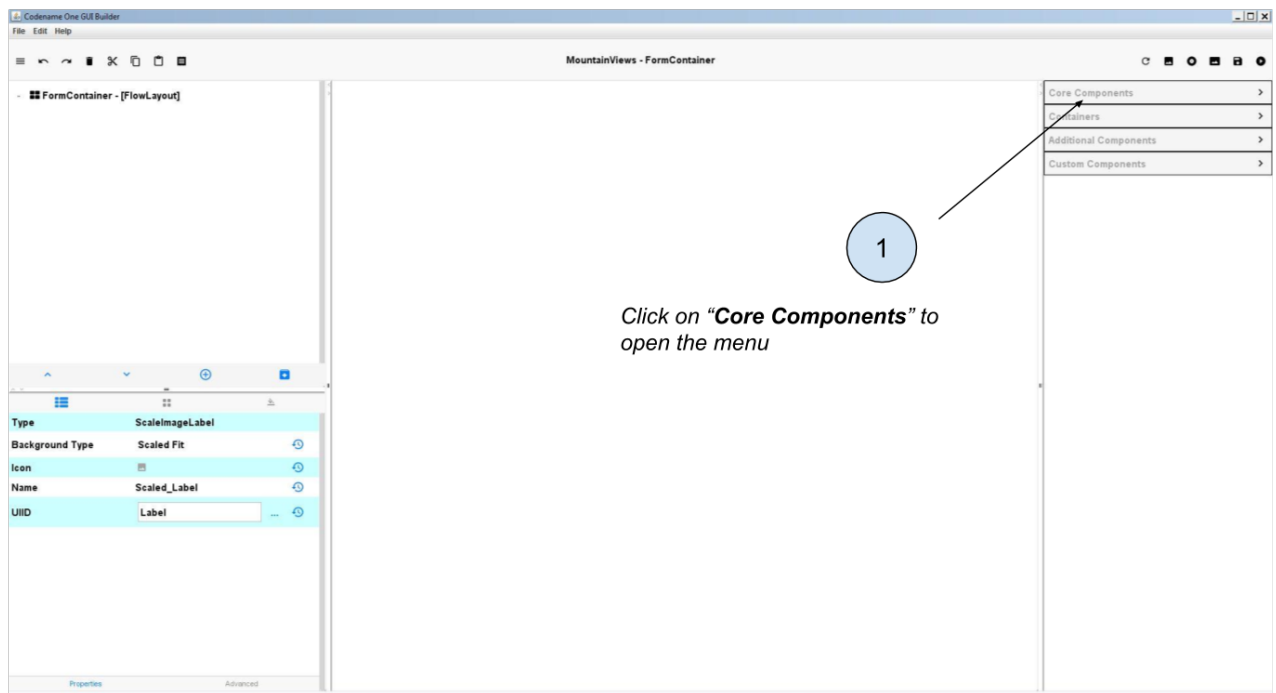 Codename One GUI Builder
File Edit Help
MountainViews - FormContainer
FormContainer - [FlowLayout]
Core Components
Containers
Additional Components
Custom Components
1
Click on “Core Components” to
open the menu
Type ScaleImageLabel
Background Type Scaled Fit
Icon
Name Scaled_Label
UIID Label ...
Properties Advanced